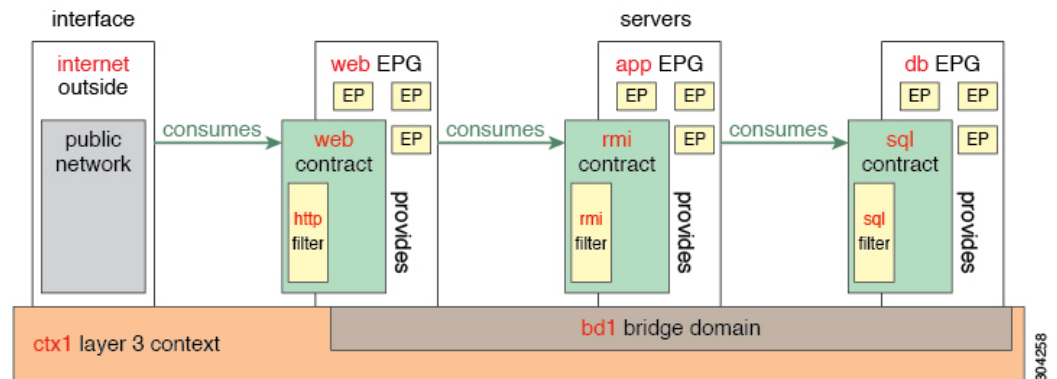 interface
servers
internet
outside
web EPG
app EPG
db EPG
EP EP
EP EP
EP EP
public
network
consumes
web
contract
EP
consumes
rmi
contract
EP
consumes
sql
contract
EP
http
filter
provides
rmi
filter
provides
sql
filter
provides
bd1 bridge domain
ctx1 layer 3 context
304258